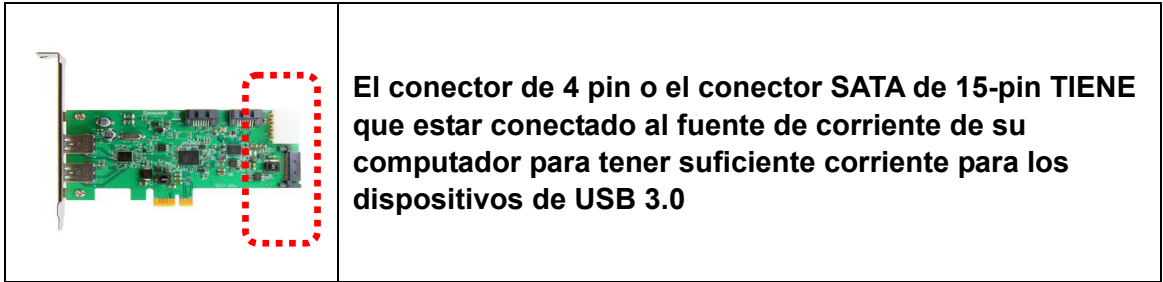 El conector de 4 pin o el conector SATA de 15-pin TIENE
que estar conectado al fuente de corriente de su
computador para tener suficiente corriente para los
dispositivos de USB 3.0